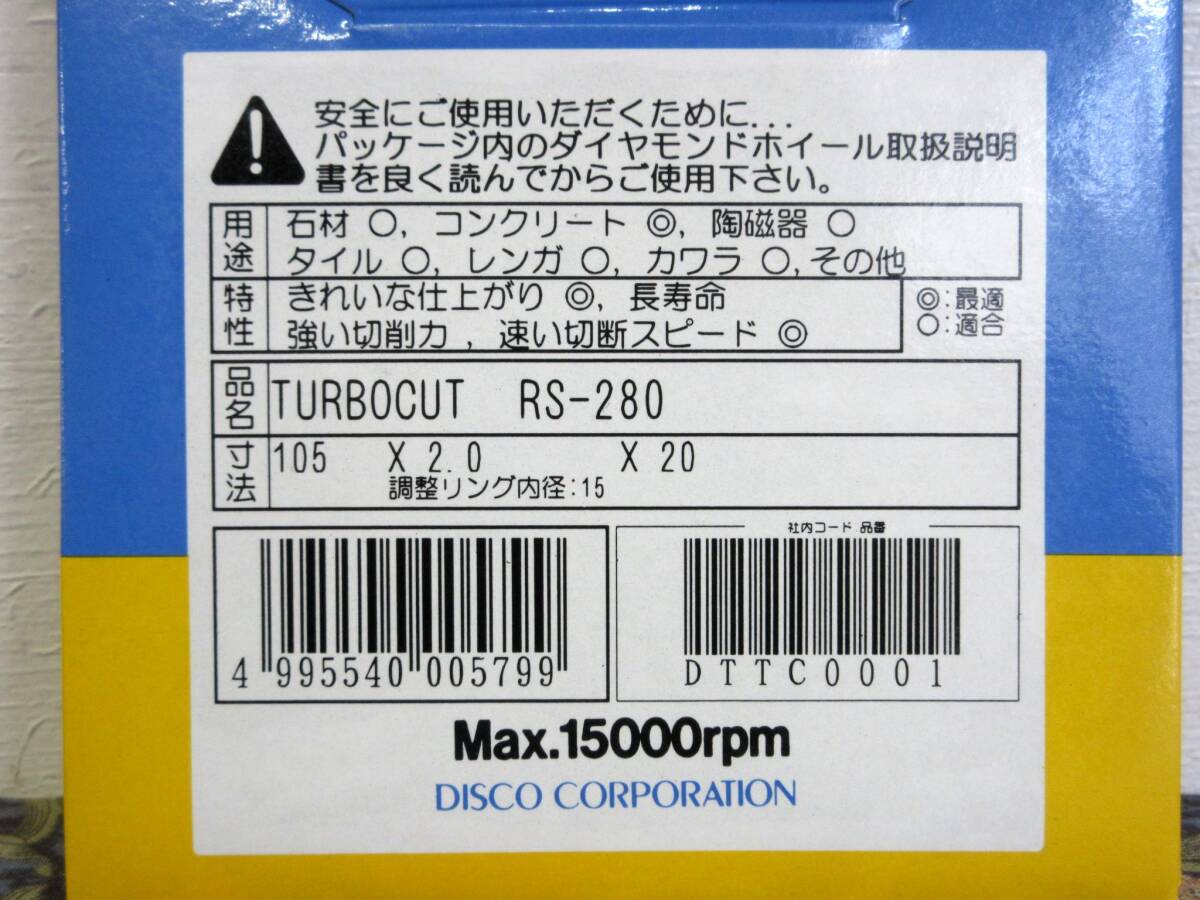 安全にご使用いただくために...
パッケージ内のダイヤモンドホイール取扱説明
書を良く読んでからご使用下さい。
用途
石材 ○, コンクリート ◎, 陶磁器 ○
タイル ○, レンガ ○, カワラ ○, その他
特性
きれいな仕上がり ◎, 長寿命
強い切削力 , 速い切断スピード ◎
◎:最適
○:適合
品名
TURBOCUT RS-280
寸法
105 X 2.0 X 20
調整リング内径:15
社内コード 品番
4 995540 005799
DTTC0001
Max.15000rpm
DISCO CORPORATION